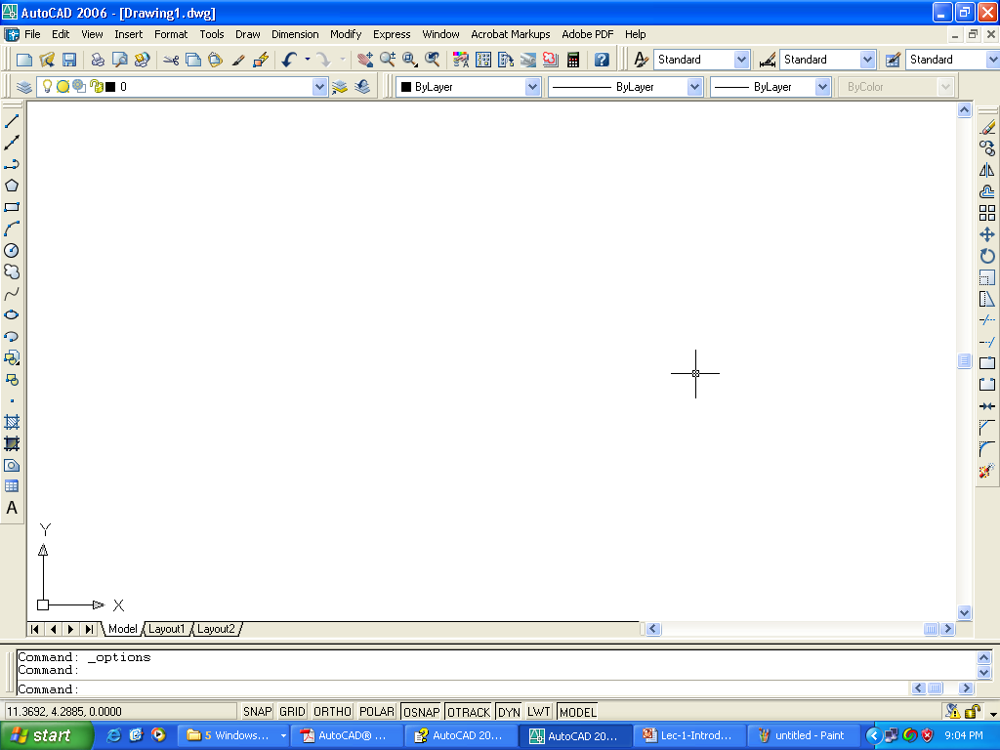 AutoCAD 2006 - [Drawing1.dwg]
File Edit View Insert Format Tools Draw Dimension Modify Express Window Acrobat Markups Adobe PDF Help
Standard Standard Standard
0 ByLayer ByLayer ByLayer ByColor
A
Y
X
Model Layout1 Layout2
Command: _options
Command:
Command:
11.3692, 4.2885, 0.0000 SNAP GRID ORTHO POLAR OSNAP OTRACK DYN LWT MODEL
start 5 Windows... AutoCAD® ... AutoCAD 20... AutoCAD 20... Lec-1-Introd... untitled - Paint 9:04 PM